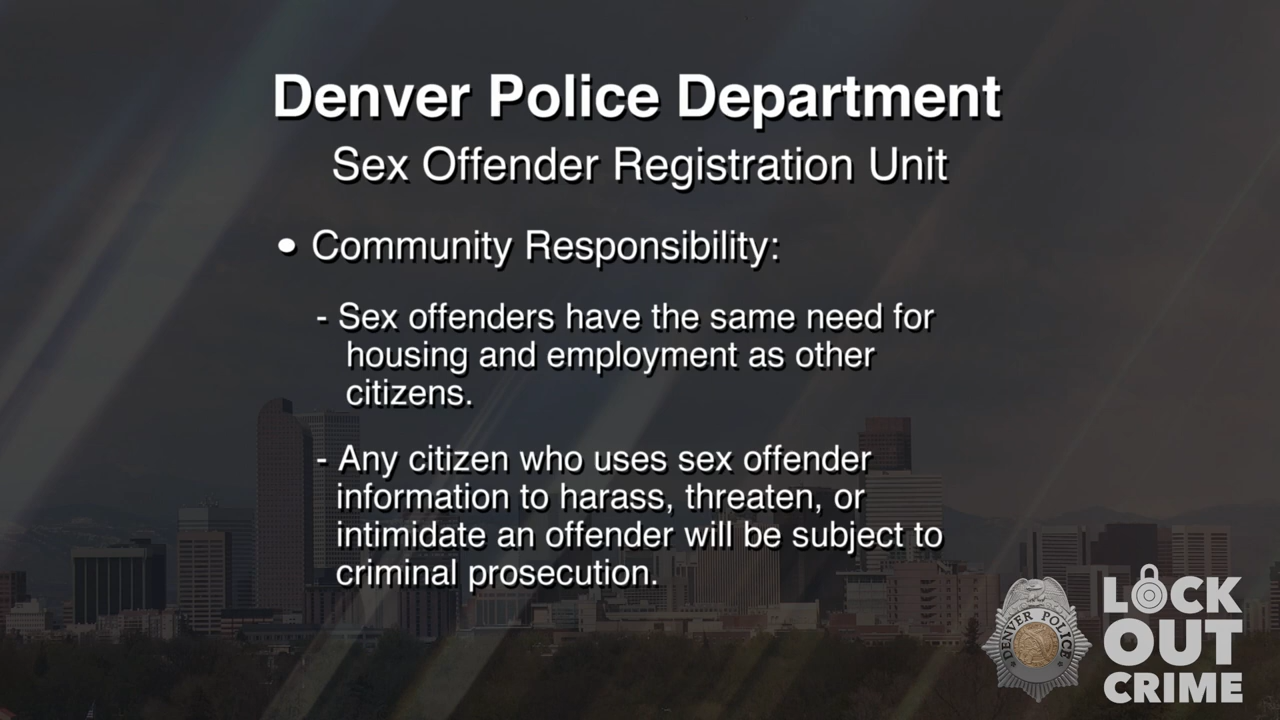 Denver Police Department
Sex Offender Registration Unit
• Community Responsibility:
- Sex offenders have the same need for
housing and employment as other
citizens.
- Any citizen who uses sex offender
information to harass, threaten, or
intimidate an offender will be subject to
criminal prosecution.
DENVER POLICE
LOCK
OUT
CRIME